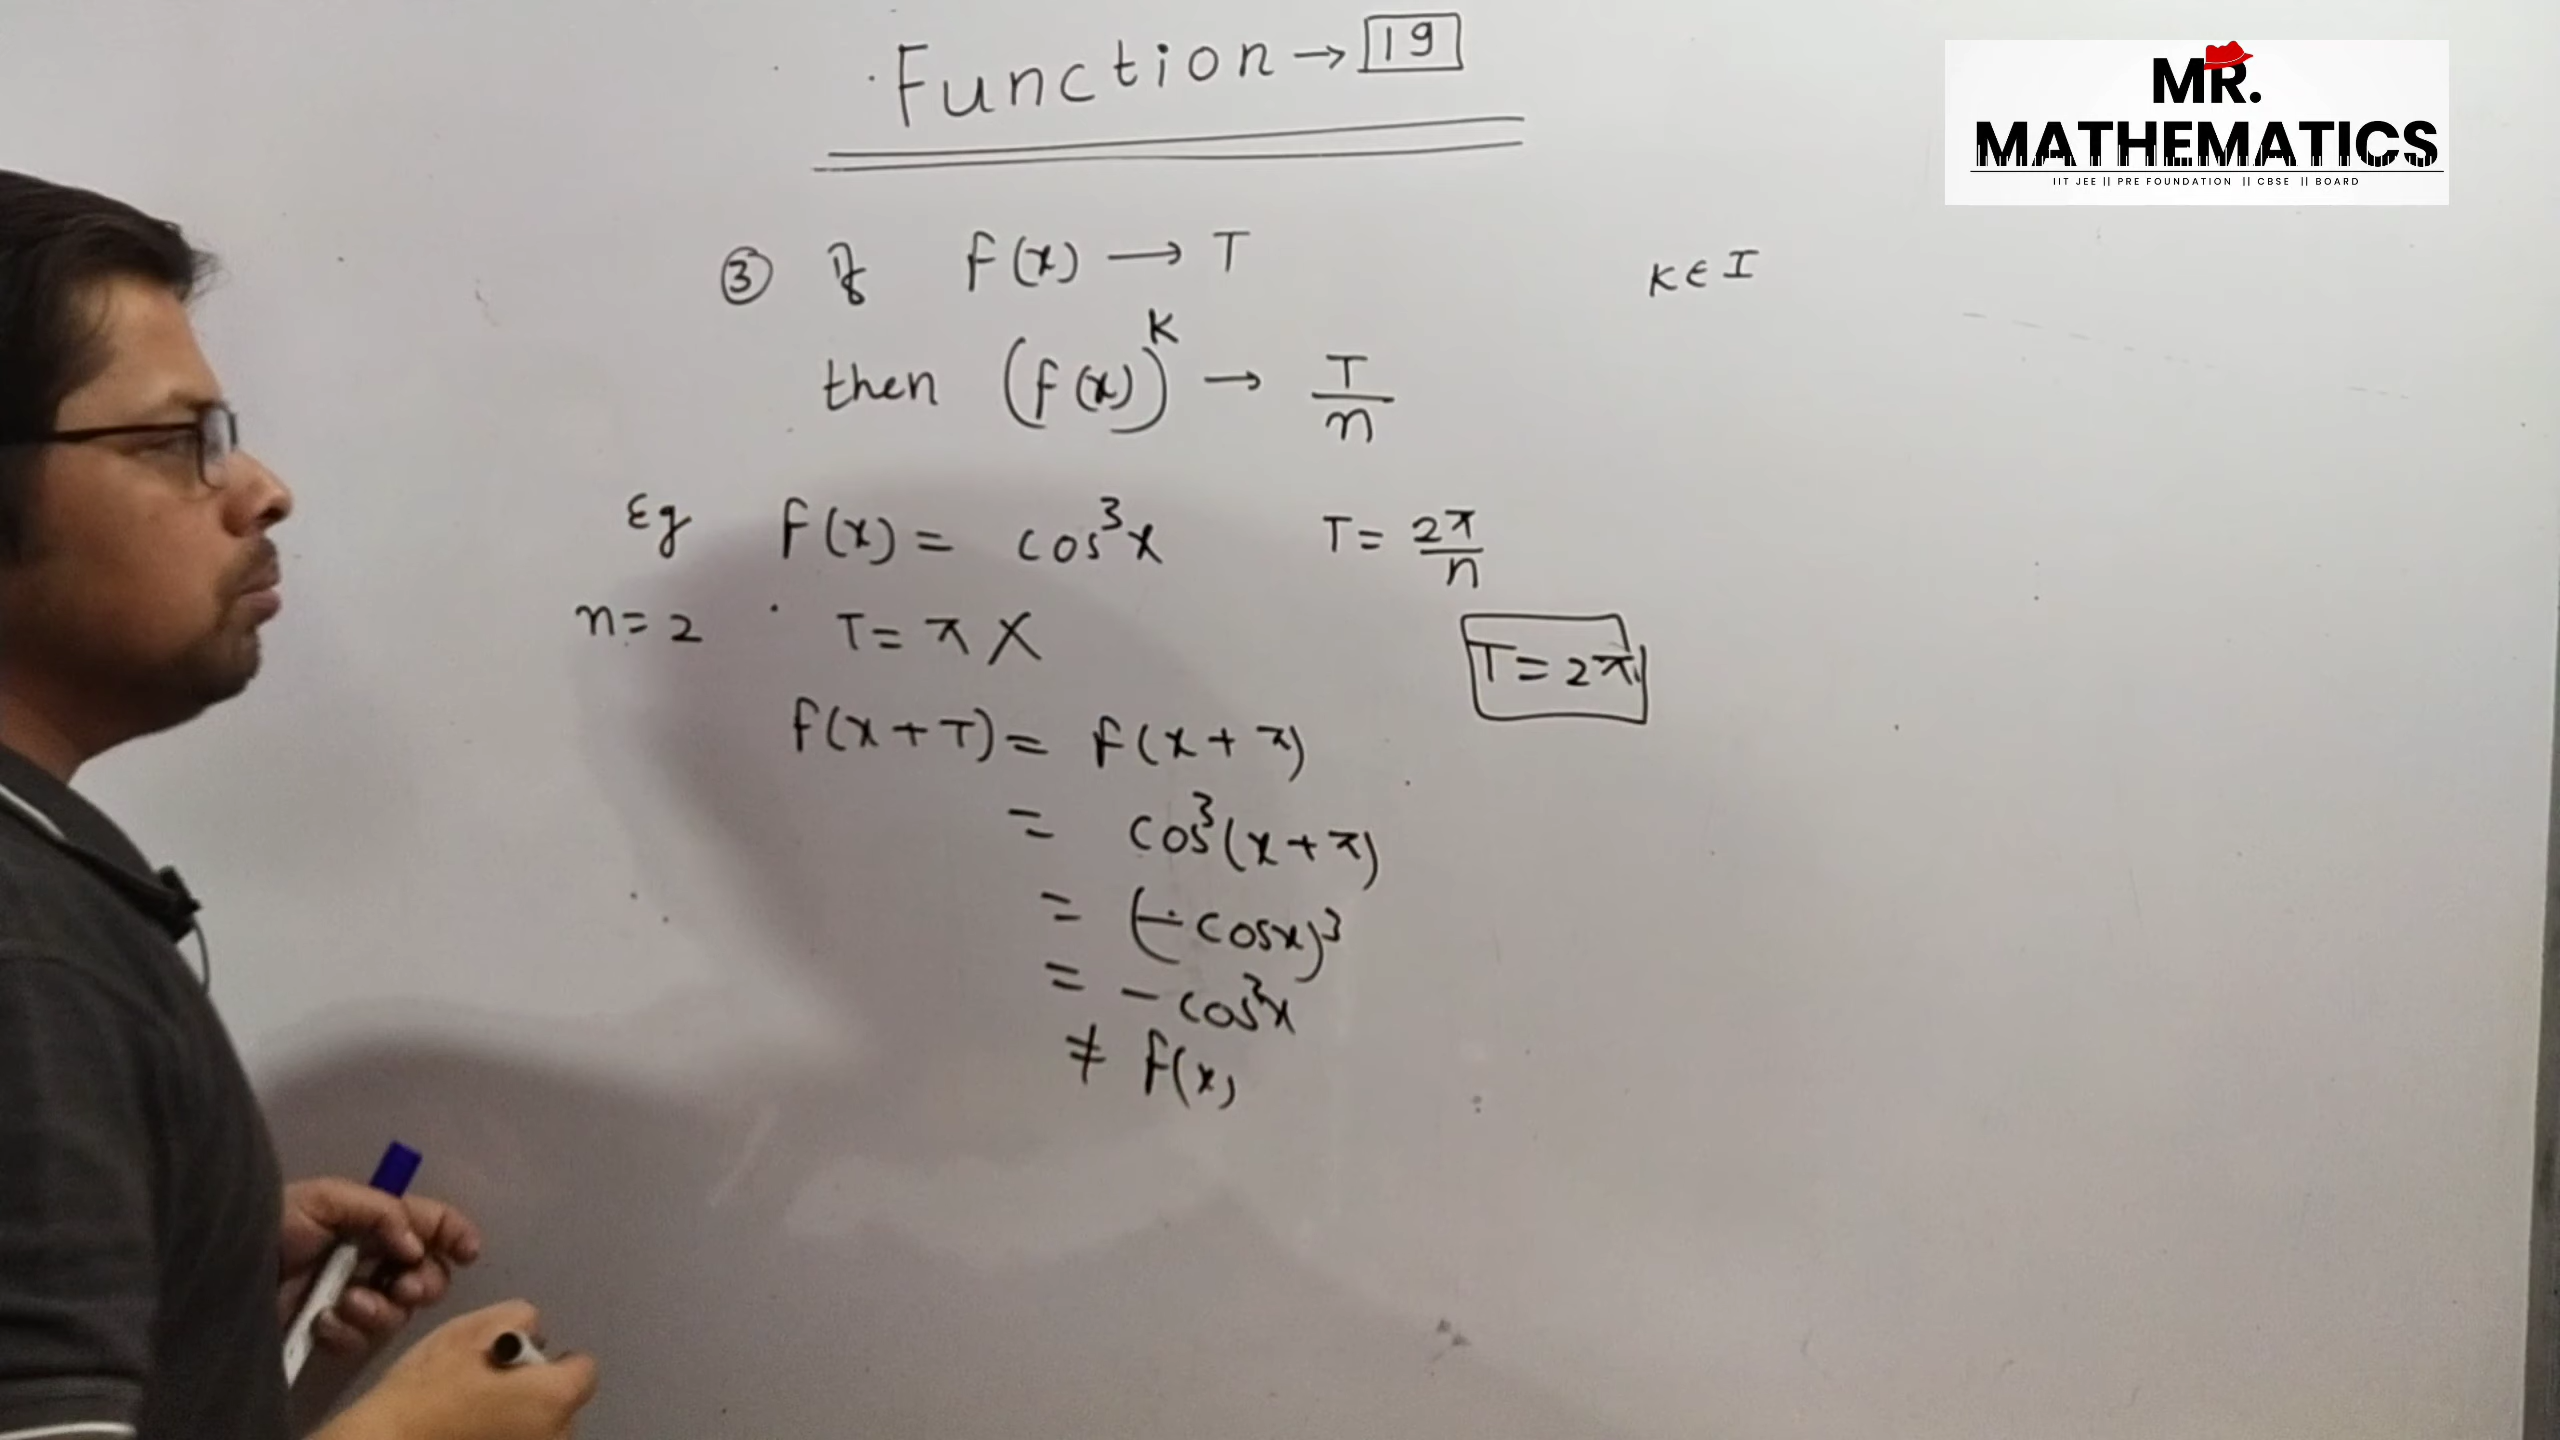 Function → 19
MR.
MATHEMATICS
IIT JEE || PRE FOUNDATION || CBSE || BOARD
③ If f(x) → T K ∈ I
then (f(x))^K → T/n
Eg f(x) = cos³x T = 2π/n
n = 2 T = π X
T = 2π
f(x+T) = f(x+π)
= cos³(x+π)
= (-cosx)³
= -cos³x
≠ f(x)